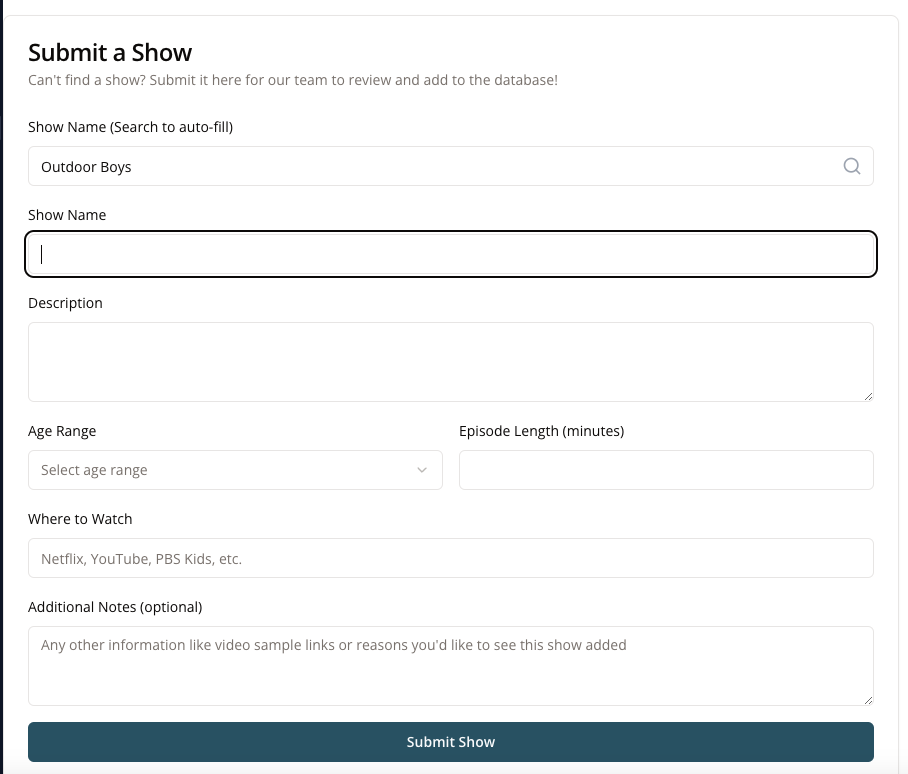 Submit a Show
Can't find a show? Submit it here for our team to review and add to the database!
Show Name (Search to auto-fill)
Outdoor Boys
Show Name
Description
Age Range
Episode Length (minutes)
Select age range
Where to Watch
Netflix, YouTube, PBS Kids, etc.
Additional Notes (optional)
Any other information like video sample links or reasons you'd like to see this show added
Submit Show